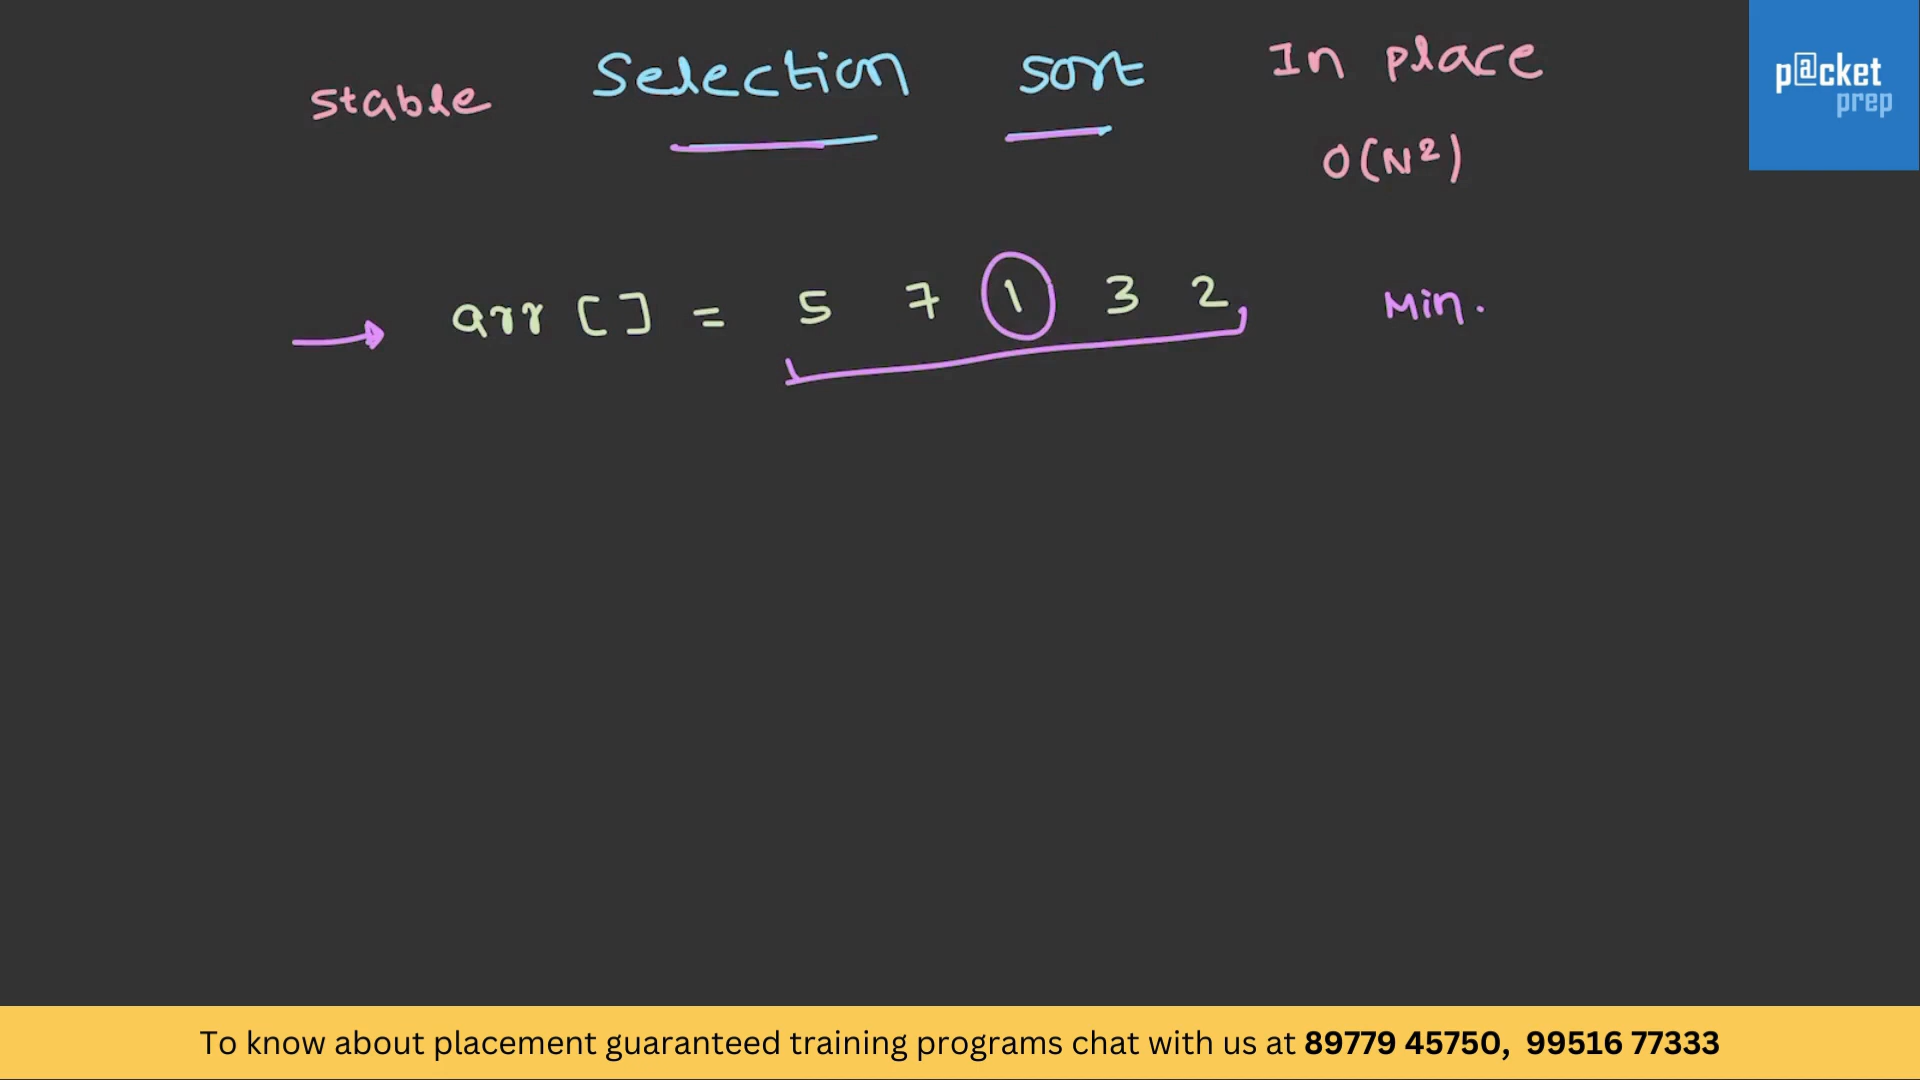 Stable Selection sort In place
O(N²)
arr [ ] = 5 7 1 3 2, Min.
p@cket
prep
To know about placement guaranteed training programs chat with us at 89779 45750, 99516 77333